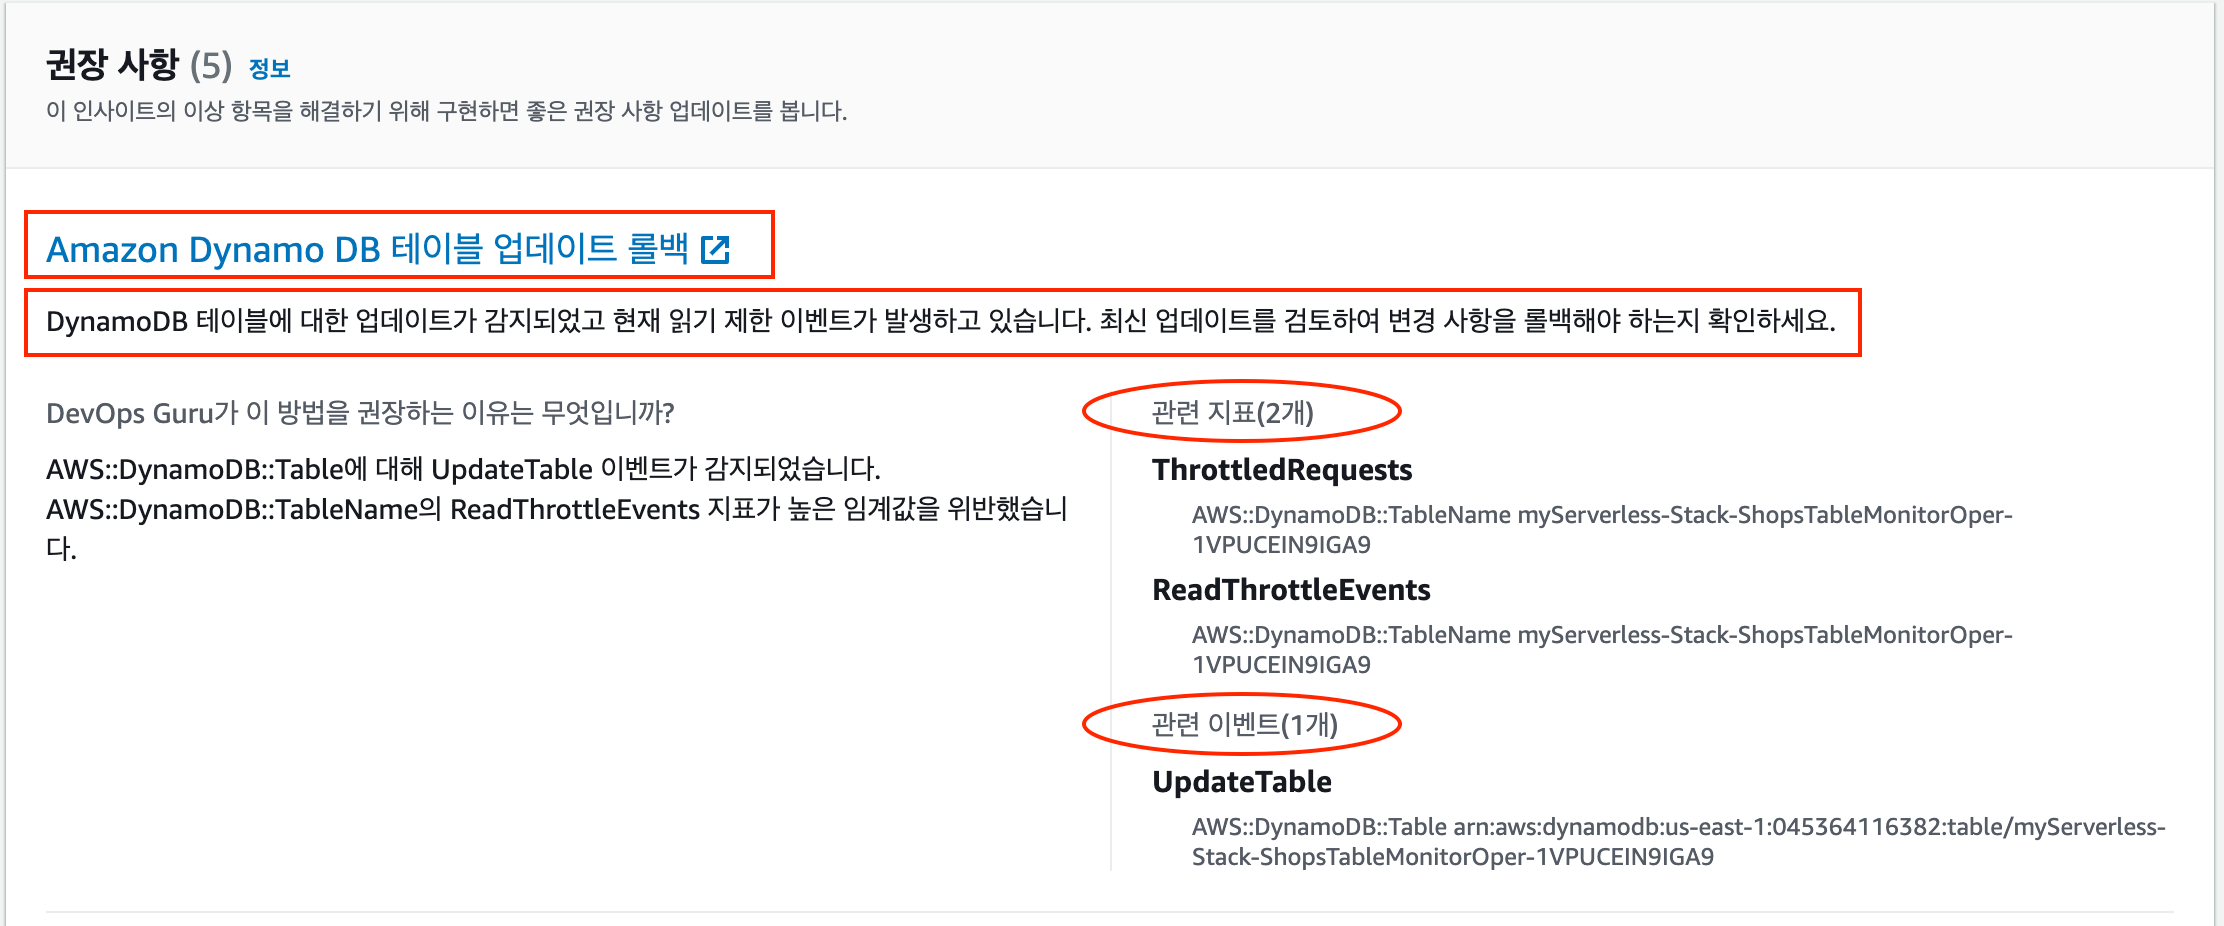 권장 사항 (5) 정보
이 인사이트의 이상 항목을 해결하기 위해 구현하면 좋은 권장 사항 업데이트를 봅니다.
Amazon Dynamo DB 테이블 업데이트 롤백
DynamoDB 테이블에 대한 업데이트가 감지되었고 현재 읽기 제한 이벤트가 발생하고 있습니다. 최신 업데이트를 검토하여 변경 사항을 롤백해야 하는지 확인하세요.
DevOps Guru가 이 방법을 권장하는 이유는 무엇입니까?
AWS::DynamoDB::Table에 대해 UpdateTable 이벤트가 감지되었습니다.
AWS::DynamoDB::TableName의 ReadThrottleEvents 지표가 높은 임계값을 위반했습니
다.
관련 지표(2개)
ThrottledRequests
AWS::DynamoDB::TableName myServerless-Stack-ShopsTableMonitorOper-
1VPUCEIN9IGA9
ReadThrottleEvents
AWS::DynamoDB::TableName myServerless-Stack-ShopsTableMonitorOper-
1VPUCEIN9IGA9
관련 이벤트(1개)
UpdateTable
AWS::DynamoDB::Table arn:aws:dynamodb:us-east-1:045364116382:table/myServerless-
Stack-ShopsTableMonitorOper-1VPUCEIN9IGA9